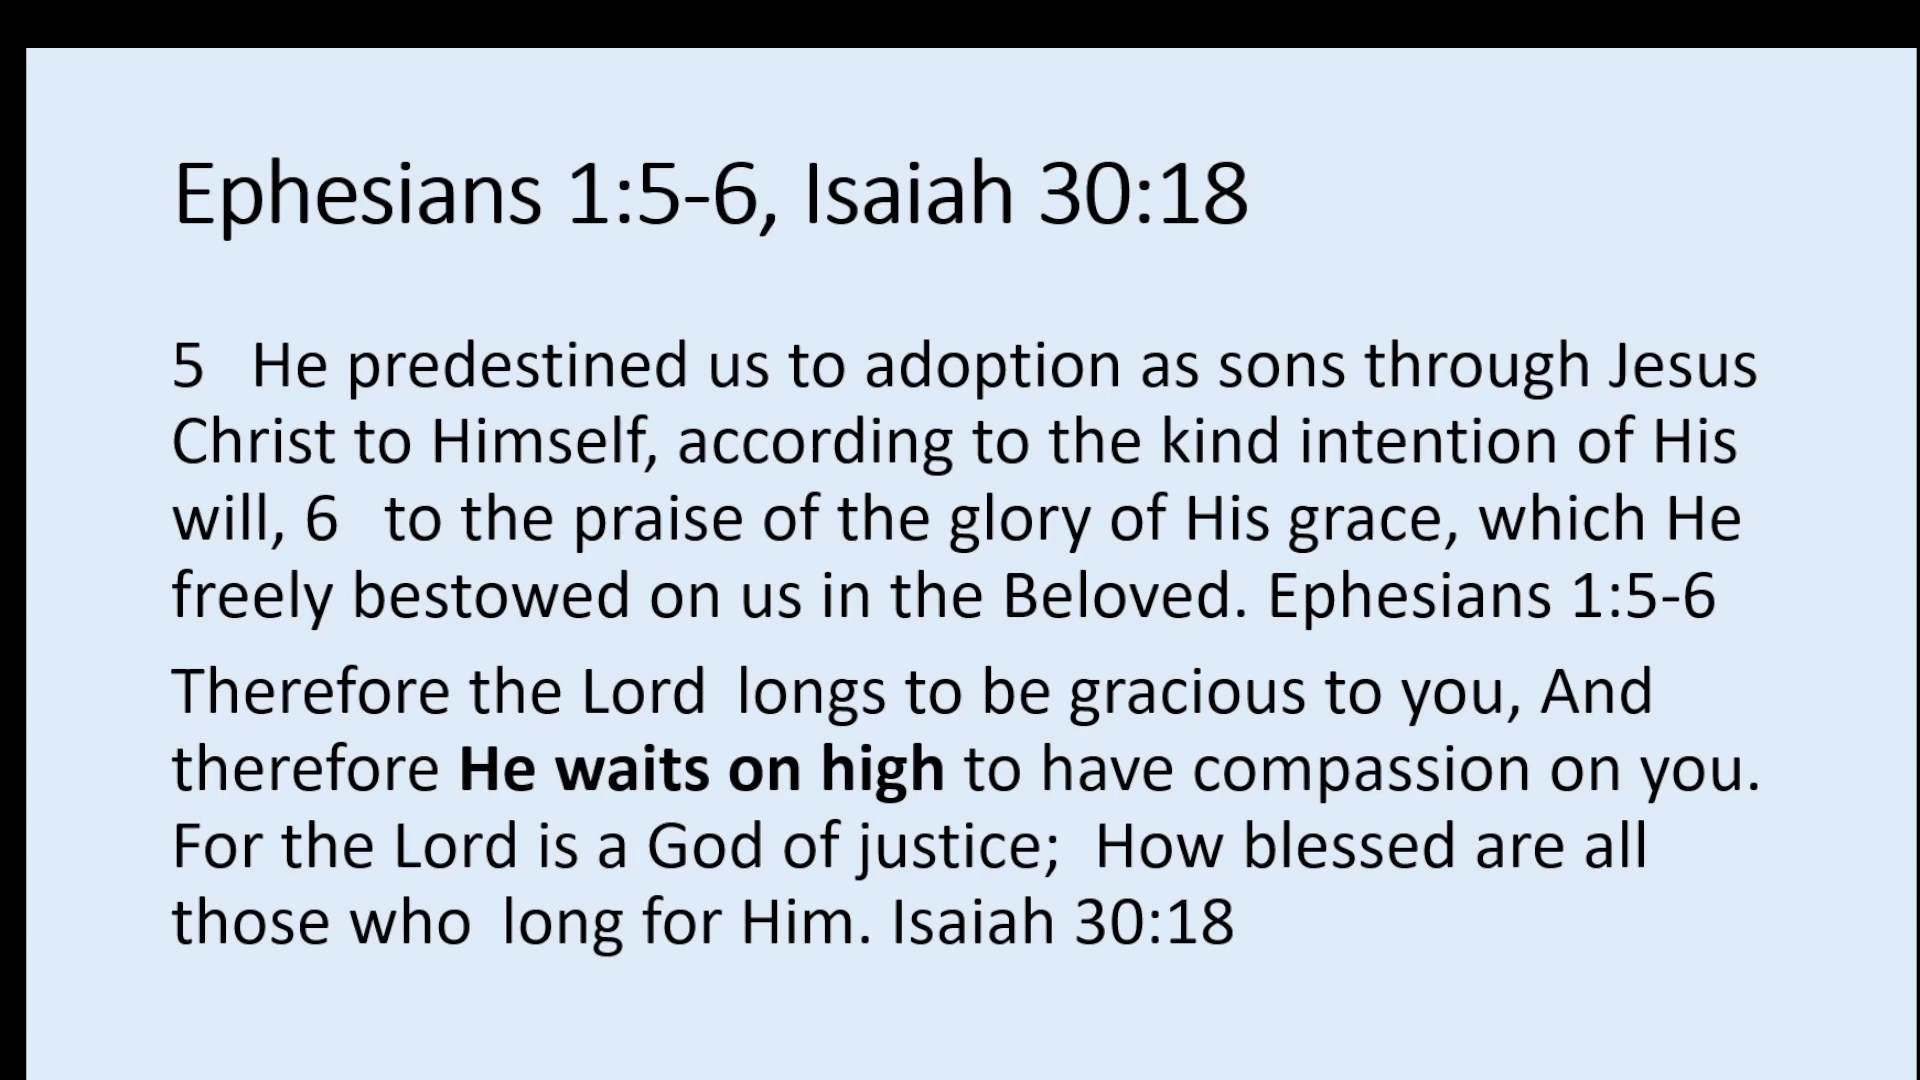 Ephesians 1:5-6, Isaiah 30:18
5 He predestined us to adoption as sons through Jesus
Christ to Himself, according to the kind intention of His
will, 6 to the praise of the glory of His grace, which He
freely bestowed on us in the Beloved. Ephesians 1:5-6
Therefore the Lord longs to be gracious to you, And
therefore He waits on high to have compassion on you.
For the Lord is a God of justice; How blessed are all
those who long for Him. Isaiah 30:18